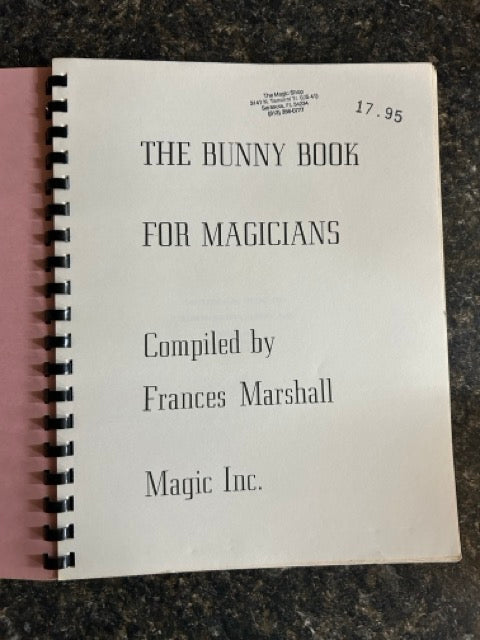 The Magic Shop
17.95
THE BUNNY BOOK
FOR MAGICIANS
Compiled by
Frances Marshall
Magic Inc.